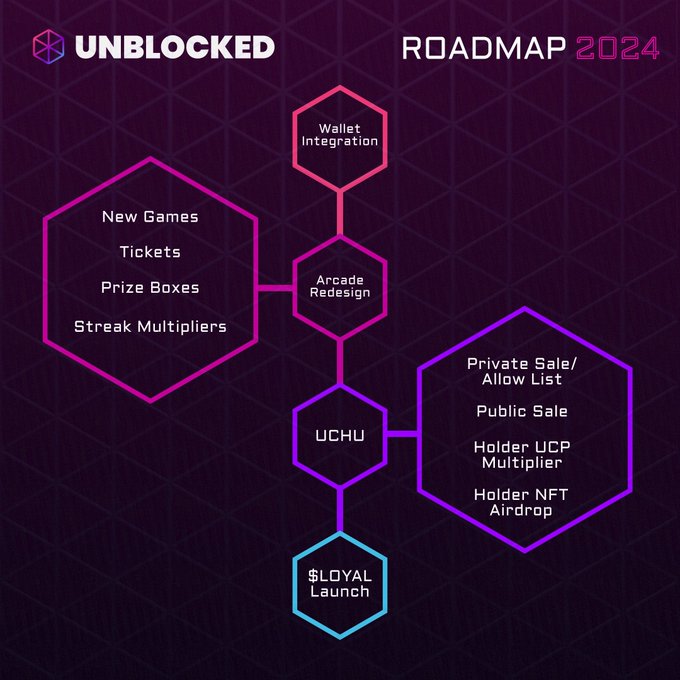 UNBLOCKED
ROADMAP 2024
Wallet
Integration
New Games
Tickets
Prize Boxes
Streak Multipliers
Arcade
Redesign
UCHU
Private Sale/
Allow List
Public Sale
Holder UCP
Multiplier
Holder NFT
Airdrop
$LOYAL
Launch